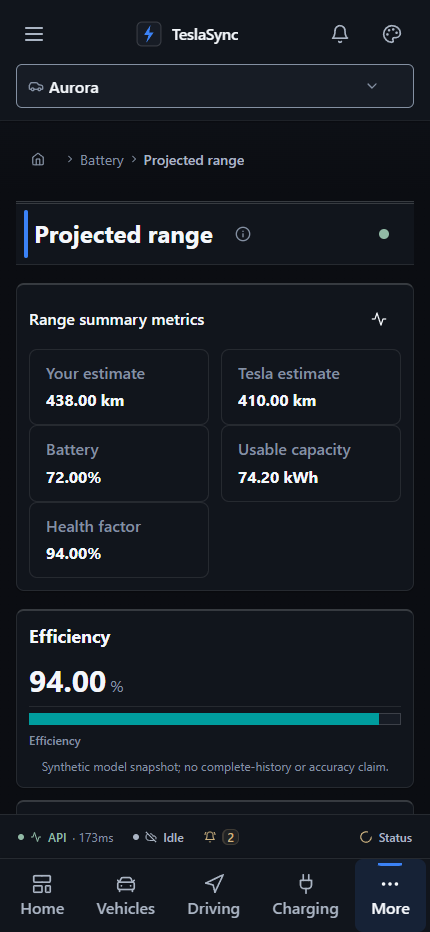 TeslaSync
Aurora
Battery
Projected range
Projected range
Range summary metrics
Your estimate
438.00 km
Tesla estimate
410.00 km
Battery
72.00%
Usable capacity
74.20 kWh
Health factor
94.00%
Efficiency
94.00 %
Efficiency
Synthetic model snapshot; no complete-history or accuracy claim.
API · 173ms
Idle
2
Status
Home
Vehicles
Driving
Charging
More